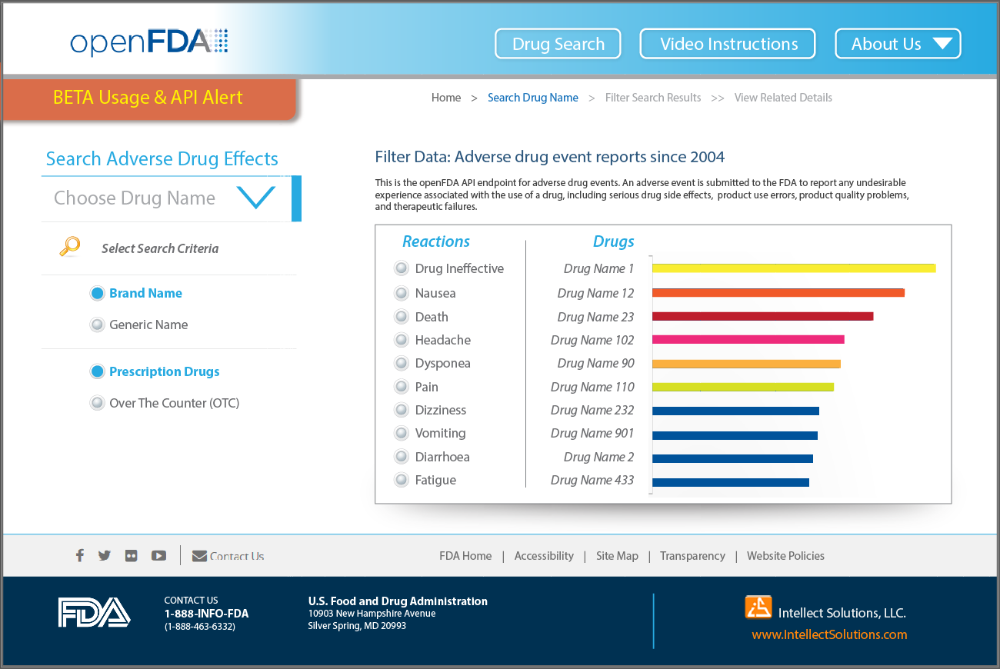 openFDA
Drug Search
Video Instructions
About Us
BETA Usage & API Alert
Home > Search Drug Name > Filter Search Results >> View Related Details
Search Adverse Drug Effects
Choose Drug Name
Select Search Criteria
Brand Name
Generic Name
Prescription Drugs
Over The Counter (OTC)
Filter Data: Adverse drug event reports since 2004
This is the openFDA API endpoint for adverse drug events. An adverse event is submitted to the FDA to report any undesirable
experience associated with the use of a drug, including serious drug side effects, product use errors, product quality problems,
and therapeutic failures.
Reactions
Drug Ineffective
Nausea
Death
Headache
Dysponea
Pain
Dizziness
Vomiting
Diarrhoea
Fatigue
Drugs
Drug Name 1
Drug Name 12
Drug Name 23
Drug Name 102
Drug Name 90
Drug Name 110
Drug Name 232
Drug Name 901
Drug Name 2
Drug Name 433
Contact Us
FDA Home | Accessibility | Site Map | Transparency | Website Policies
FDA
CONTACT US
1-888-INFO-FDA
(1-888-463-6332)
U.S. Food and Drug Administration
10903 New Hampshire Avenue
Silver Spring, MD 20993
Intellect Solutions, LLC.
www.IntellectSolutions.com